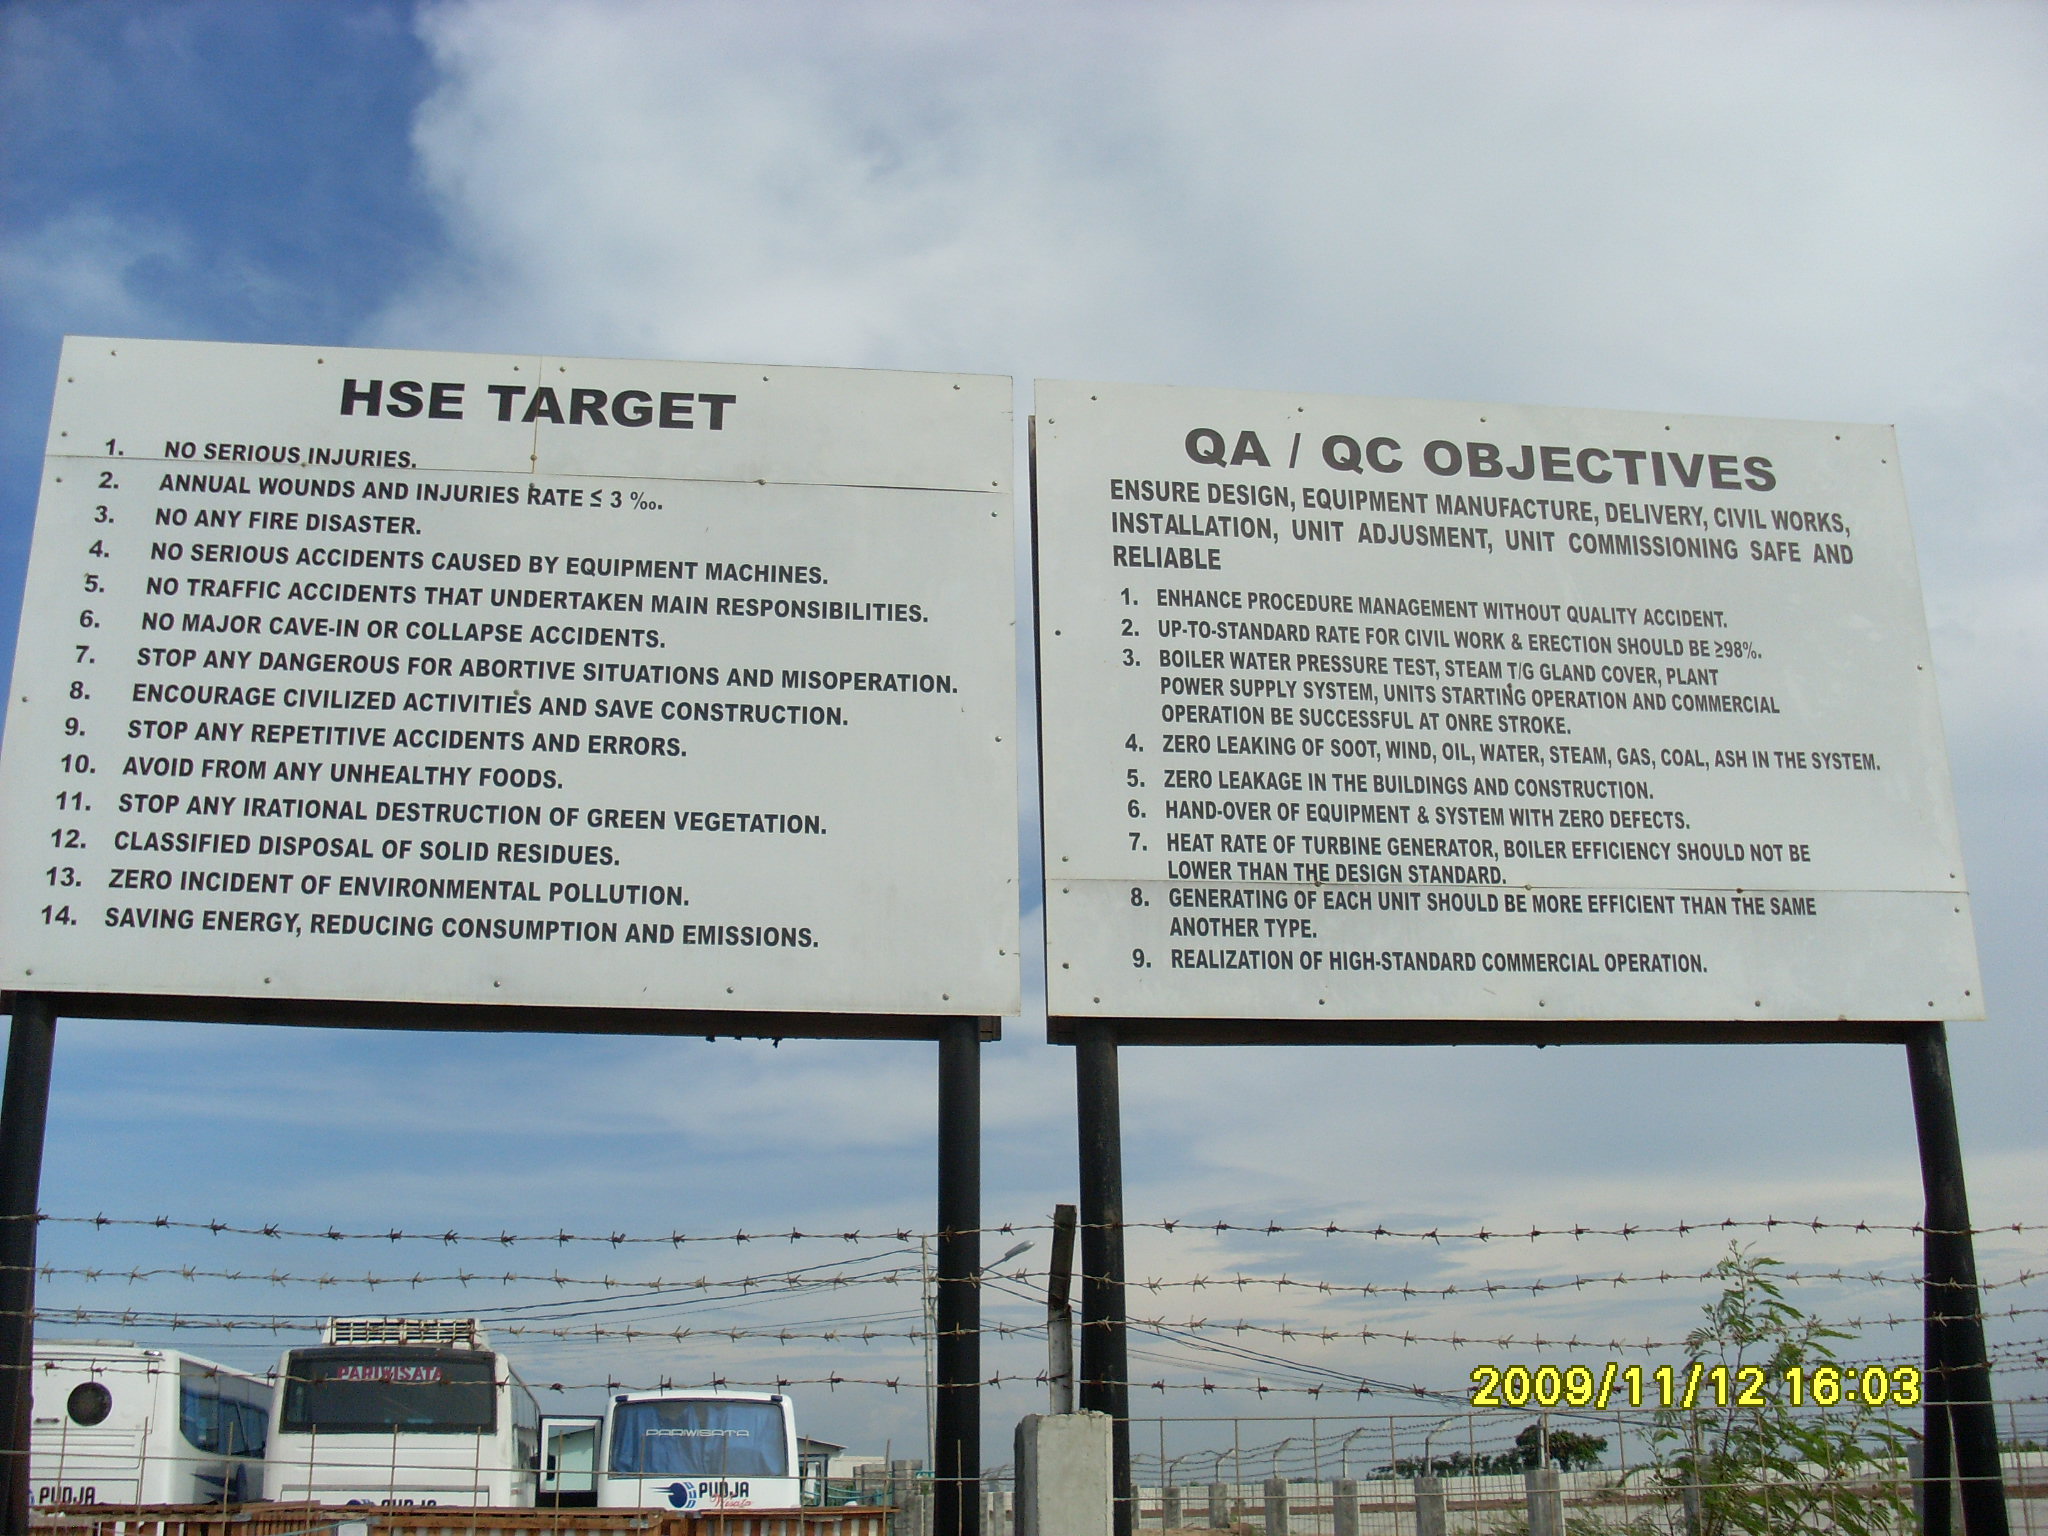 HSE TARGET
1. NO SERIOUS INJURIES.
2. ANNUAL WOUNDS AND INJURIES RATE ≤ 3 ‰.
3. NO ANY FIRE DISASTER.
4. NO SERIOUS ACCIDENTS CAUSED BY EQUIPMENT MACHINES.
5. NO TRAFFIC ACCIDENTS THAT UNDERTAKEN MAIN RESPONSIBILITIES.
6. NO MAJOR CAVE-IN OR COLLAPSE ACCIDENTS.
7. STOP ANY DANGEROUS FOR ABORTIVE SITUATIONS AND MISOPERATION.
8. ENCOURAGE CIVILIZED ACTIVITIES AND SAVE CONSTRUCTION.
9. STOP ANY REPETITIVE ACCIDENTS AND ERRORS.
10. AVOID FROM ANY UNHEALTHY FOODS.
11. STOP ANY IRATIONAL DESTRUCTION OF GREEN VEGETATION.
12. CLASSIFIED DISPOSAL OF SOLID RESIDUES.
13. ZERO INCIDENT OF ENVIRONMENTAL POLLUTION.
14. SAVING ENERGY, REDUCING CONSUMPTION AND EMISSIONS.
QA / QC OBJECTIVES
ENSURE DESIGN, EQUIPMENT MANUFACTURE, DELIVERY, CIVIL WORKS,
INSTALLATION, UNIT ADJUSMENT, UNIT COMMISSIONING SAFE AND
RELIABLE
1. ENHANCE PROCEDURE MANAGEMENT WITHOUT QUALITY ACCIDENT.
2. UP-TO-STANDARD RATE FOR CIVIL WORK & ERECTION SHOULD BE ≥98%.
3. BOILER WATER PRESSURE TEST, STEAM T/G GLAND COVER, PLANT
POWER SUPPLY SYSTEM, UNITS STARTING OPERATION AND COMMERCIAL
OPERATION BE SUCCESSFUL AT ONRE STROKE.
4. ZERO LEAKING OF SOOT, WIND, OIL, WATER, STEAM, GAS, COAL, ASH IN THE SYSTEM.
5. ZERO LEAKAGE IN THE BUILDINGS AND CONSTRUCTION.
6. HAND-OVER OF EQUIPMENT & SYSTEM WITH ZERO DEFECTS.
7. HEAT RATE OF TURBINE GENERATOR, BOILER EFFICIENCY SHOULD NOT BE
LOWER THAN THE DESIGN STANDARD.
8. GENERATING OF EACH UNIT SHOULD BE MORE EFFICIENT THAN THE SAME
ANOTHER TYPE.
9. REALIZATION OF HIGH-STANDARD COMMERCIAL OPERATION.
PARIWISATA
PARIWISATA
PUDJA
PUDJA
PUDJA
Wisata
2009/11/12 16:03